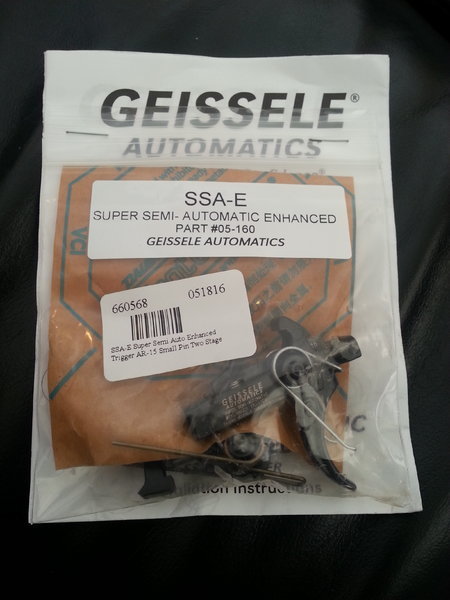 GEISSELE®
AUTOMATICS
SSA-E
SUPER SEMI- AUTOMATIC ENHANCED
PART #05-160
GEISSELE AUTOMATICS
660568 051816
SSA-E Super Semi Auto Enhanced
Trigger AR-15 Small Pin Two Stage
GEISSELE
AUTOMATICS
Instructions